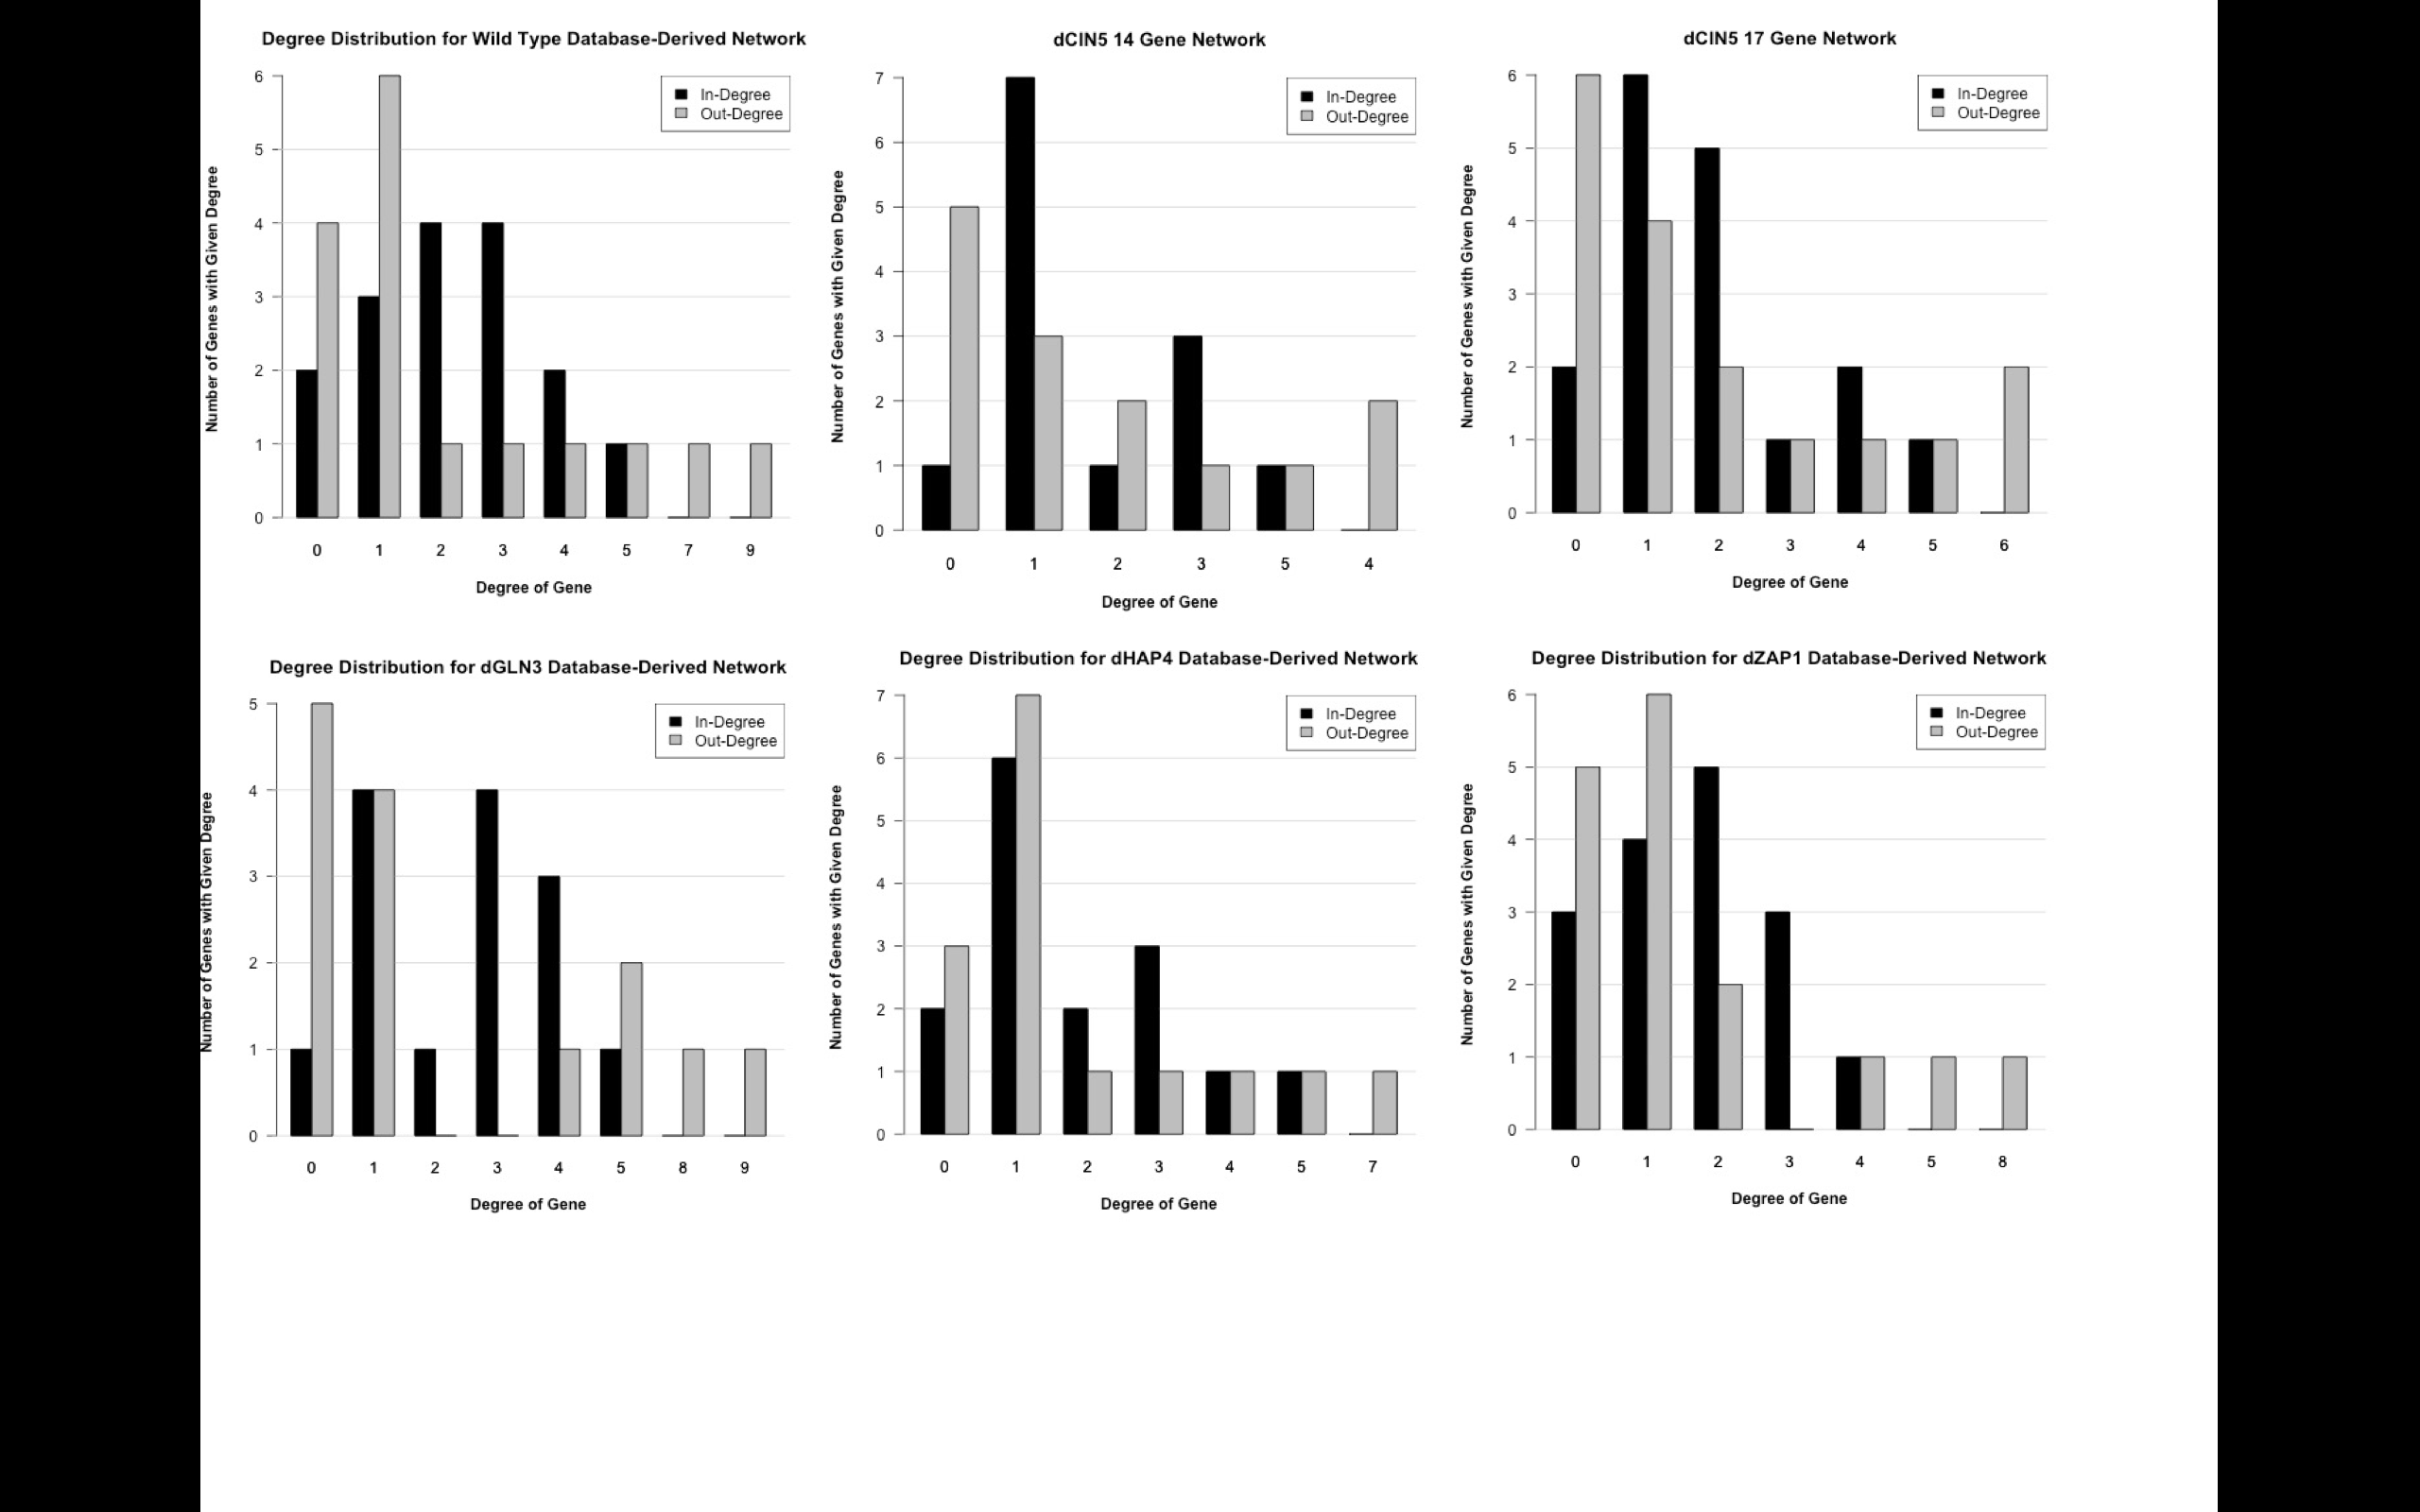 Degree Distribution for Wild Type Database-Derived Network
6
5
4
3
2
1
0
Number of Genes with Given Degree
In-Degree
Out-Degree
0 1 2 3 4 5 7 9
Degree of Gene
dCIN5 14 Gene Network
7
6
5
4
3
2
1
0
Number of Genes with Given Degree
In-Degree
Out-Degree
0 1 2 3 5 4
Degree of Gene
dCIN5 17 Gene Network
6
5
4
3
2
1
0
Number of Genes with Given Degree
In-Degree
Out-Degree
0 1 2 3 4 5 6
Degree of Gene
Degree Distribution for dGLN3 Database-Derived Network
5
4
3
2
1
0
Number of Genes with Given Degree
In-Degree
Out-Degree
0 1 2 3 4 5 8 9
Degree of Gene
Degree Distribution for dHAP4 Database-Derived Network
7
6
5
4
3
2
1
0
Number of Genes with Given Degree
In-Degree
Out-Degree
0 1 2 3 4 5 7
Degree of Gene
Degree Distribution for dZAP1 Database-Derived Network
6
5
4
3
2
1
0
Number of Genes with Given Degree
In-Degree
Out-Degree
0 1 2 3 4 5 8
Degree of Gene